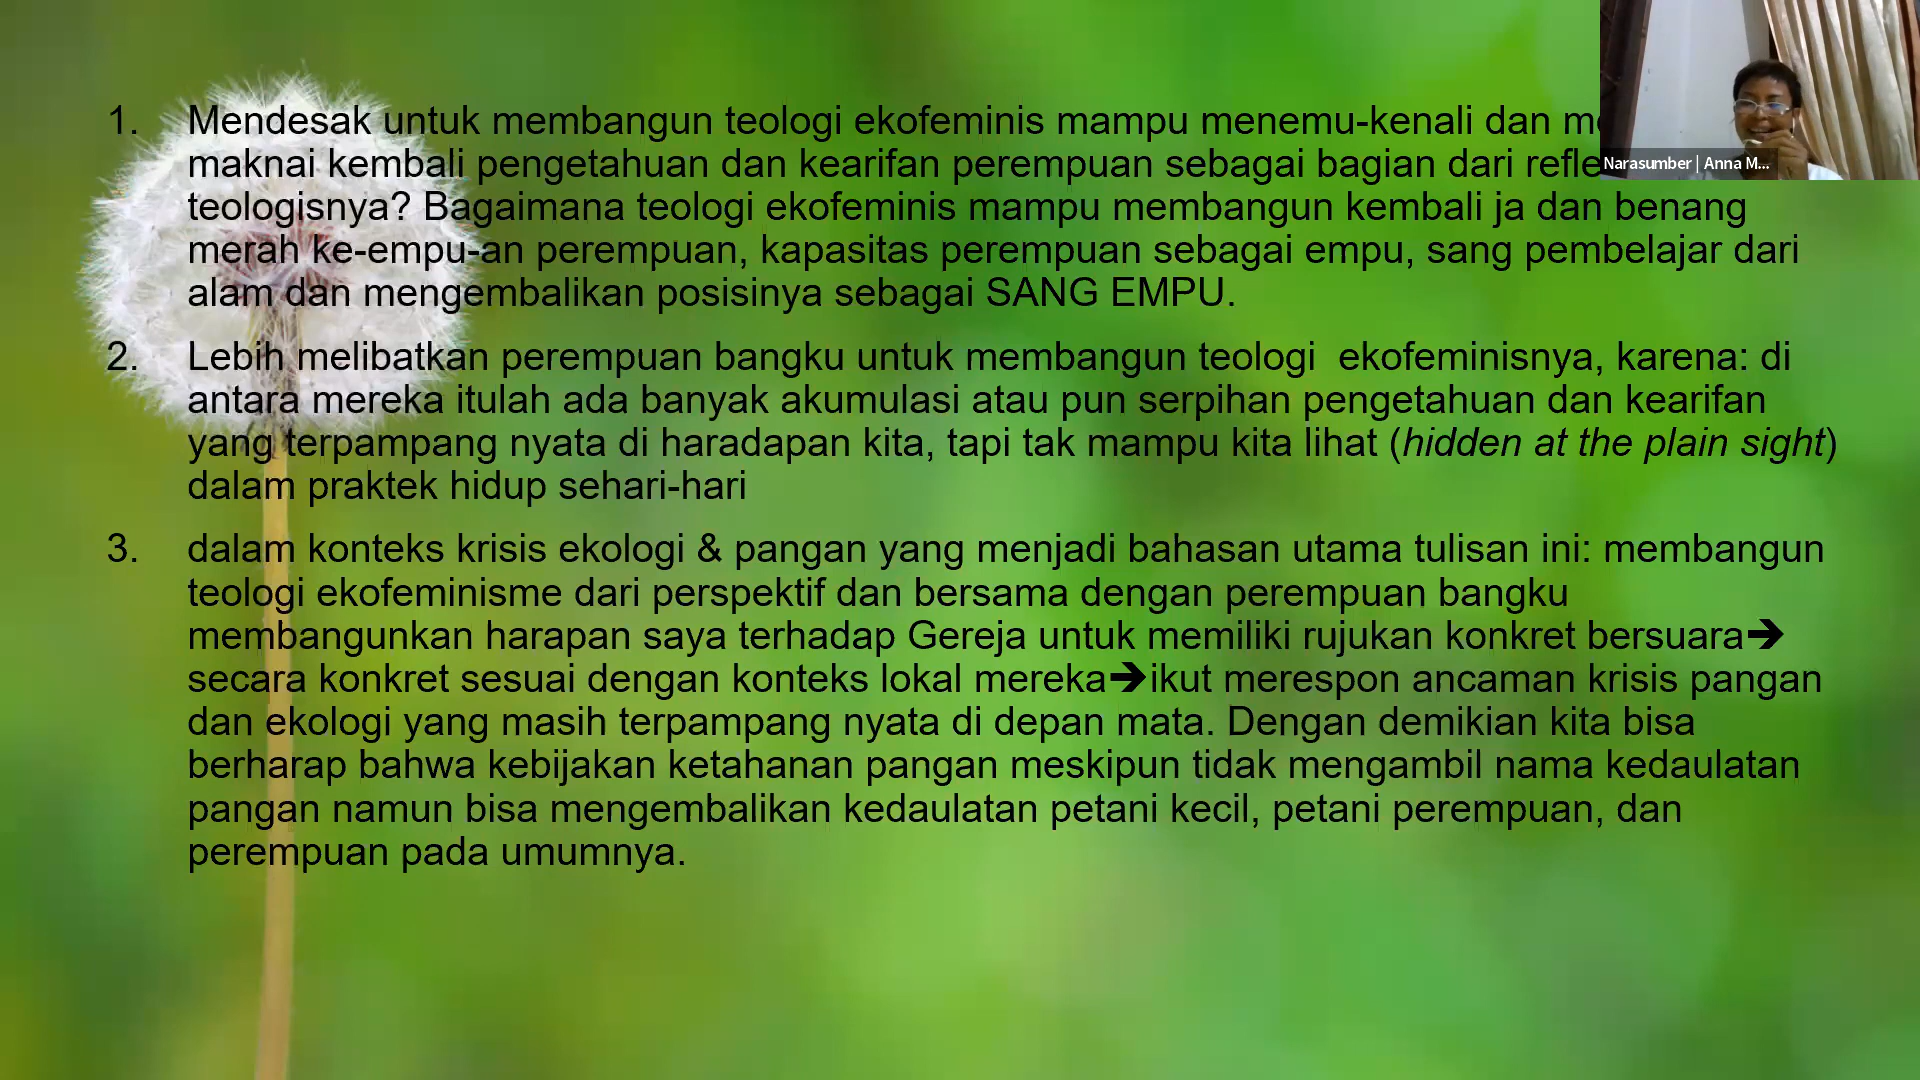 1. Mendesak untuk membangun teologi ekofeminis mampu menemu-kenali dan
maknai kembali pengetahuan dan kearifan perempuan sebagai bagian dari
teologisnya? Bagaimana teologi ekofeminis mampu membangun kembali ja dan benang
merah ke-empu-an perempuan, kapasitas perempuan sebagai empu, sang pembelajar dari
alam dan mengembalikan posisinya sebagai SANG EMPU.
2. Lebih melibatkan perempuan bangku untuk membangun teologi  ekofeminisnya, karena: di
antara mereka itulah ada banyak akumulasi atau pun serpihan pengetahuan dan kearifan
yang terpampang nyata di haradapan kita, tapi tak mampu kita lihat (hidden at the plain sight)
dalam praktek hidup sehari-hari
3. dalam konteks krisis ekologi & pangan yang menjadi bahasan utama tulisan ini: membangun
teologi ekofeminisme dari perspektif dan bersama dengan perempuan bangku
membangunkan harapan saya terhadap Gereja untuk memiliki rujukan konkret bersuara➔
secara konkret sesuai dengan konteks lokal mereka➔ikut merespon ancaman krisis pangan
dan ekologi yang masih terpampang nyata di depan mata. Dengan demikian kita bisa
berharap bahwa kebijakan ketahanan pangan meskipun tidak mengambil nama kedaulatan
pangan namun bisa mengembalikan kedaulatan petani kecil, petani perempuan, dan
perempuan pada umumnya.
Narasumber | Anna M...